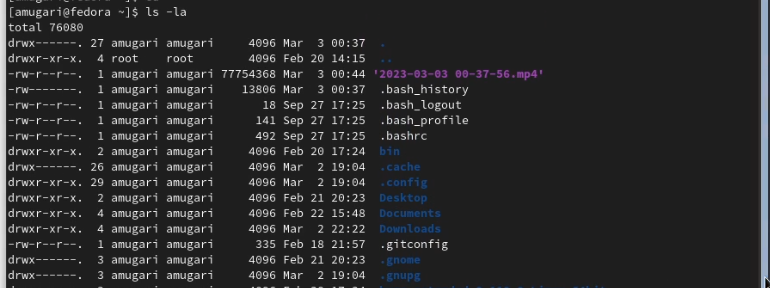 [amugari@fedora ~]$ ls -la
total 76080
drwx------. 27 amugari amugari     4096 Mar  3 00:37  .
drwxr-xr-x.  4 root    root        4096 Feb 20 14:15  ..
-rw-r--r--.  1 amugari amugari 77754368 Mar  3 00:44 '2023-03-03 00-37-56.mp4'
-rw-------.  1 amugari amugari    13806 Mar  3 00:37  .bash_history
-rw-r--r--.  1 amugari amugari       18 Sep 27 17:25  .bash_logout
-rw-r--r--.  1 amugari amugari      141 Sep 27 17:25  .bash_profile
-rw-r--r--.  1 amugari amugari      492 Sep 27 17:25  .bashrc
drwxr-xr-x.  2 amugari amugari     4096 Feb 20 17:24  bin
drwx------. 26 amugari amugari     4096 Mar  2 19:04  .cache
drwxr-xr-x. 29 amugari amugari     4096 Mar  2 19:04  .config
drwxr-xr-x.  2 amugari amugari     4096 Feb 21 20:23  Desktop
drwxr-xr-x.  4 amugari amugari     4096 Feb 22 15:48  Documents
drwxr-xr-x.  4 amugari amugari     4096 Mar  2 22:22  Downloads
-rw-r--r--.  1 amugari amugari      335 Feb 18 21:57  .gitconfig
drwx------.  3 amugari amugari     4096 Feb 21 20:23  .gnome
drwx------.  3 amugari amugari     4096 Mar  2 19:04  .gnupg